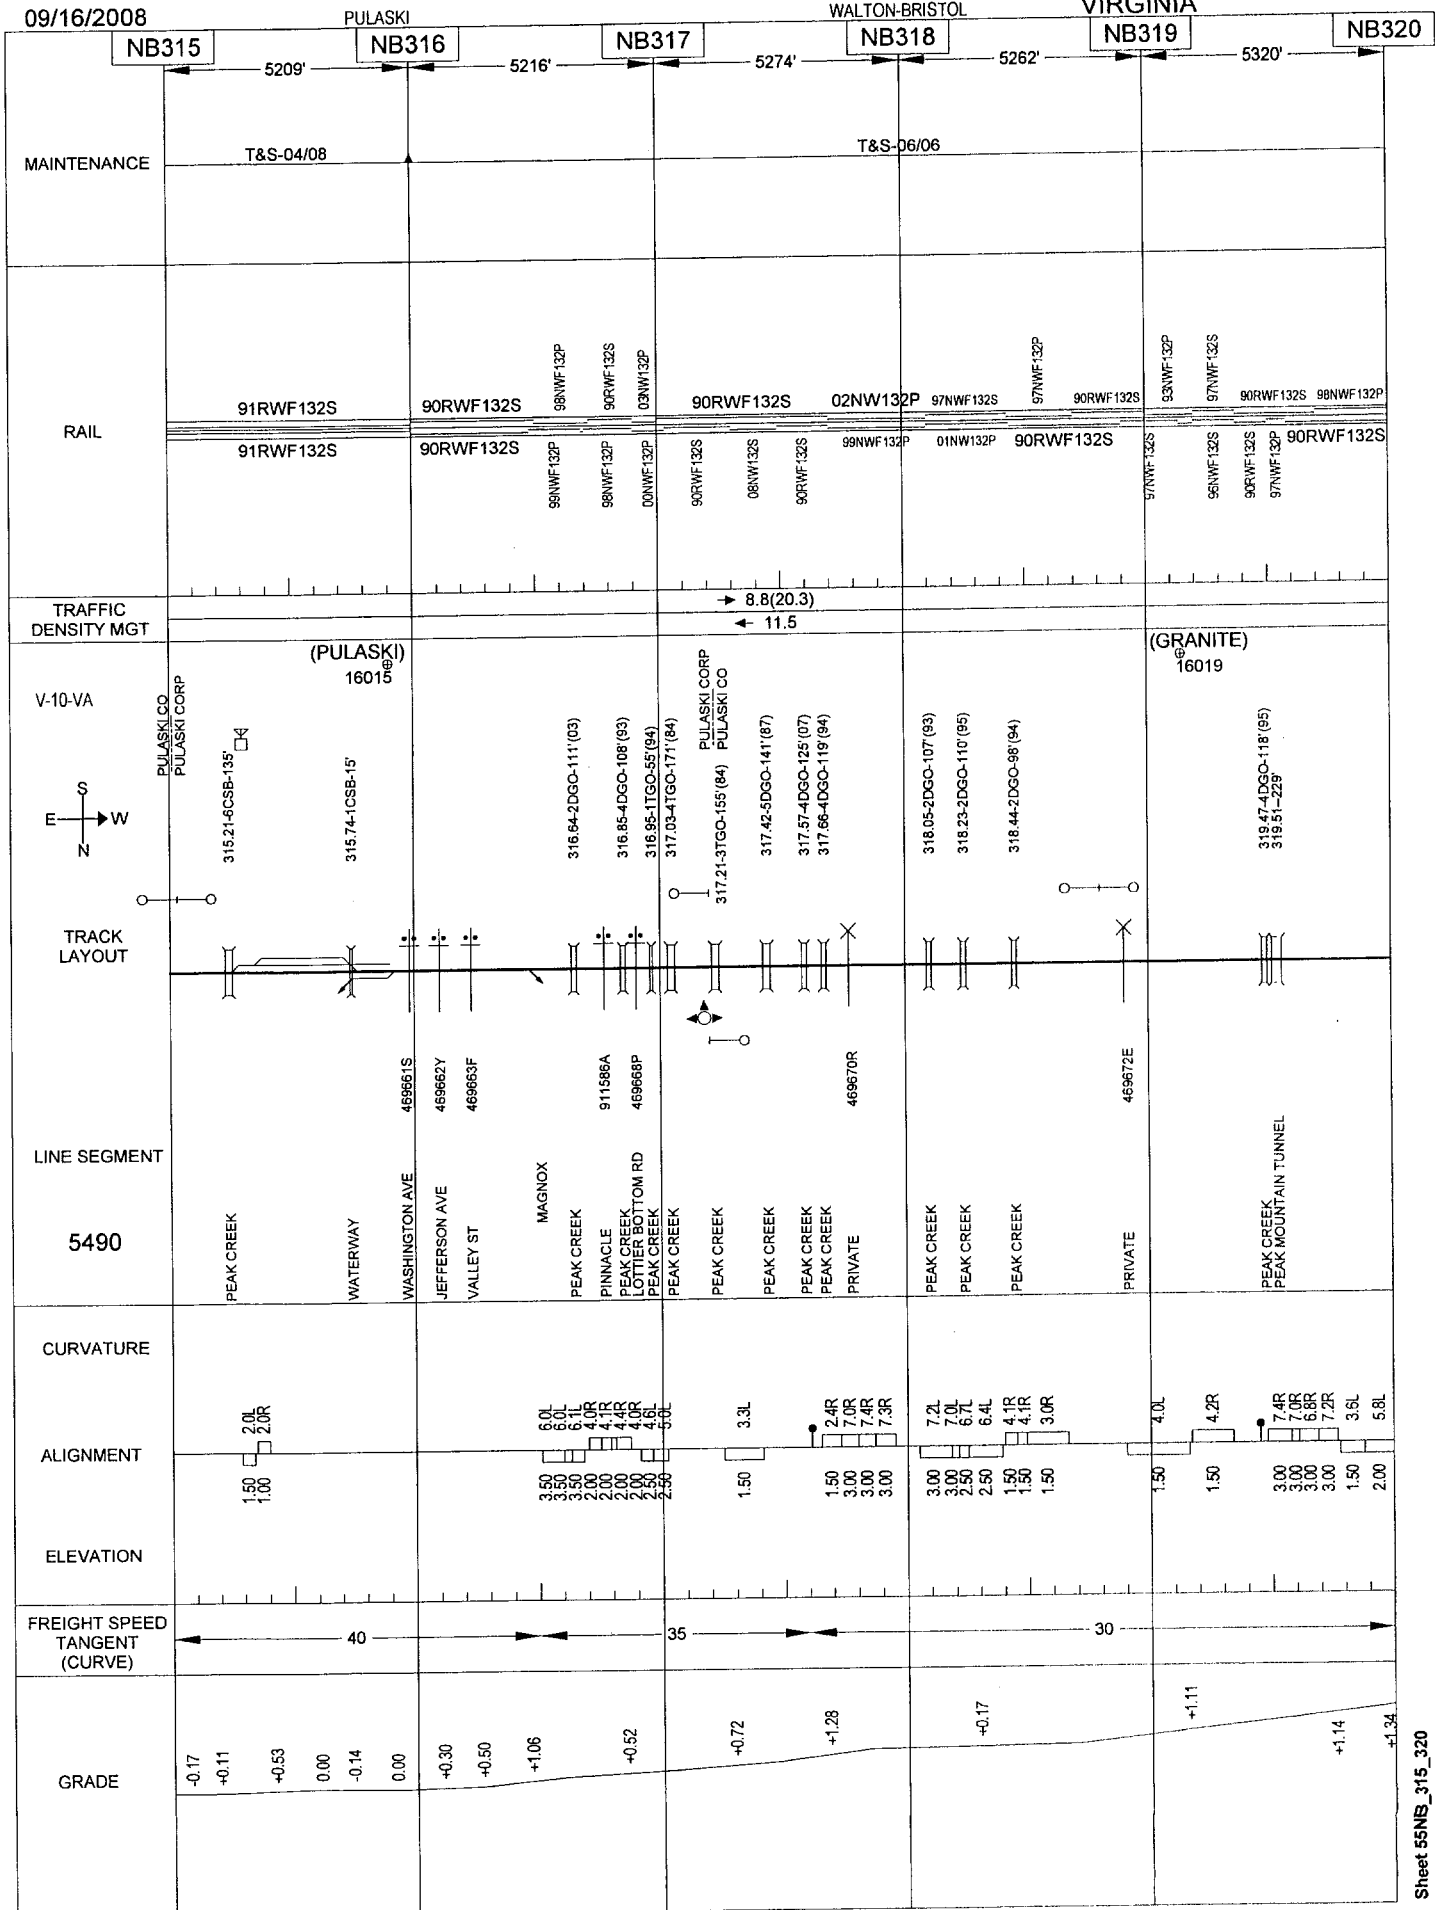 09/16/2008
PULASKI
WALTON-BRISTOL
VIRGINIA
NB315
NB316
NB317
NB318
NB319
NB320
5209'
5216'
5274'
5262'
5320'
MAINTENANCE
T&S-04/08
T&S-06/06
RAIL
98NWF132P
90RWF132S
03NW132P
97NWF132P
93NWF132P
97NWF132S
91RWF132S
90RWF132S
90RWF132S
02NW132P
97NWF132S
90RWF132S
90RWF132S
98NWF132P
91RWF132S
90RWF132S
99NWF132P
01NW132P
90RWF132S
90RWF132S
99NWF132P
98NWF132P
00NWF132P
90RWF132S
08NW132S
90RWF132S
97NWF132S
96NWF132S
90RWF132S
97NWF132P
TRAFFIC
DENSITY MGT
8.8(20.3)
11.5
V-10-VA
(PULASKI)
16015
(GRANITE)
16019
PULASKI CO
PULASKI CORP
PULASKI CORP
PULASKI CO
S
E
W
N
315.21-6CSB-135'
315.74-1CSB-15'
316.64-2DGO-111'(03)
316.85-4DGO-108'(93)
316.95-1TGO-55'(94)
317.03-4TGO-171'(84)
317.21-3TGO-155'(84)
317.42-5DGO-141'(87)
317.57-4DGO-125'(07)
317.66-4DGO-119'(94)
318.05-2DGO-107'(93)
318.23-2DGO-110'(95)
318.44-2DGO-98'(94)
319.47-4DGO-118'(95)
319.51-229'
TRACK
LAYOUT
469661S
469662Y
469663F
911586A
469668P
469670R
469672E
LINE SEGMENT
5490
PEAK CREEK
WATERWAY
WASHINGTON AVE
JEFFERSON AVE
VALLEY ST
MAGNOX
PEAK CREEK
PINNACLE
PEAK CREEK
LOTTIER BOTTOM RD
PEAK CREEK
PEAK CREEK
PEAK CREEK
PEAK CREEK
PEAK CREEK
PEAK CREEK
PRIVATE
PEAK CREEK
PEAK CREEK
PEAK CREEK
PRIVATE
PEAK CREEK
PEAK MOUNTAIN TUNNEL
CURVATURE
2.0L
2.0R
6.0L
6.0L
6.1L
4.0R
4.1R
4.4R
4.0R
4.6L
5.0L
3.3L
2.4R
7.0R
7.4R
7.3R
7.2L
7.0L
6.7L
6.4L
4.1R
4.1R
3.0R
4.0L
4.2R
7.4R
7.0R
6.8R
7.2R
3.6L
5.8L
ALIGNMENT
1.50
1.00
3.50
3.50
3.50
2.00
2.00
2.00
2.00
2.50
2.50
1.50
1.50
3.00
3.00
3.00
3.00
3.00
2.50
2.50
1.50
1.50
1.50
1.50
1.50
3.00
3.00
3.00
3.00
1.50
2.00
ELEVATION
FREIGHT SPEED
TANGENT
(CURVE)
40
35
30
GRADE
-0.17
+0.11
+0.53
0.00
-0.14
0.00
+0.30
+0.50
+1.06
+0.52
+0.72
+1.28
+0.17
+1.11
+1.14
+1.34
Sheet 55NB_315_320